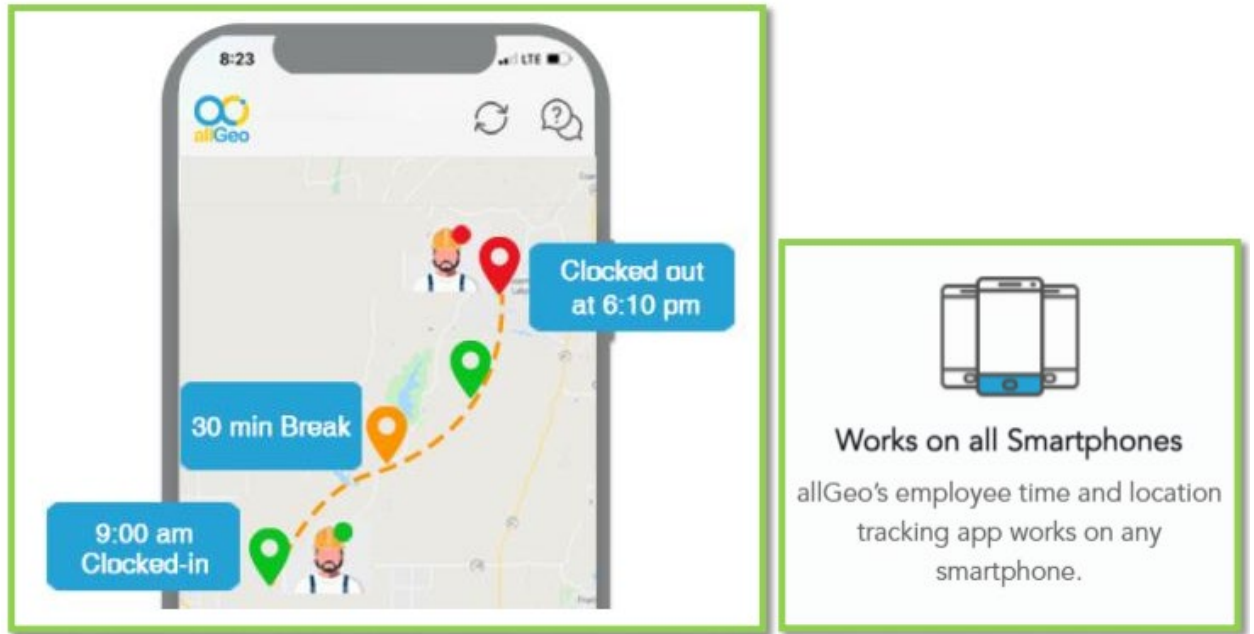 8:23
LTE
allGeo
?
Clocked out
at 6:10 pm
30 min Break
9:00 am
Clocked-in
Works on all Smartphones
allGeo's employee time and location
tracking app works on any
smartphone.